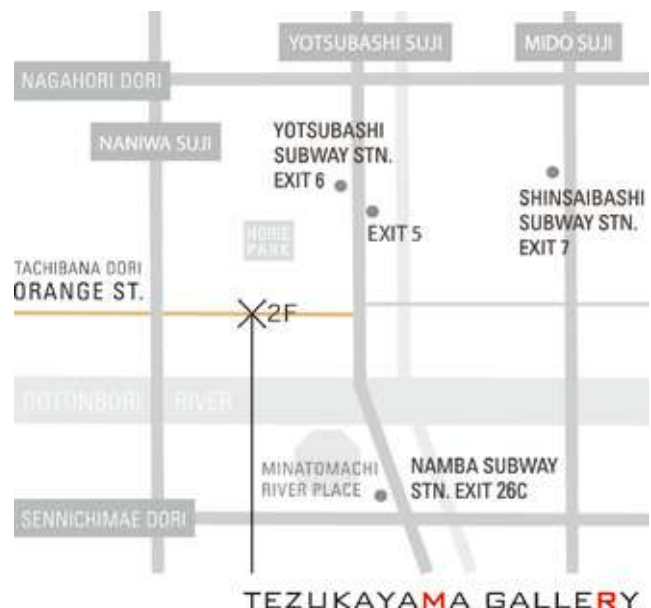 YOTSUBASHI SUJI
MIDO SUJI
NAGAHORI DORI
NANIWA SUJI
YOTSUBASHI
SUBWAY STN.
EXIT 6
EXIT 5
SHINSAIBASHI
SUBWAY STN.
EXIT 7
HORIE
PARK
TACHIBANA DORI
ORANGE ST.
2F
DOTONBORI RIVER
MINATOMACHI
RIVER PLACE
NAMBA SUBWAY
STN. EXIT 26C
SENNICHIMAE DORI
TEZUKAYAMA GALLERY